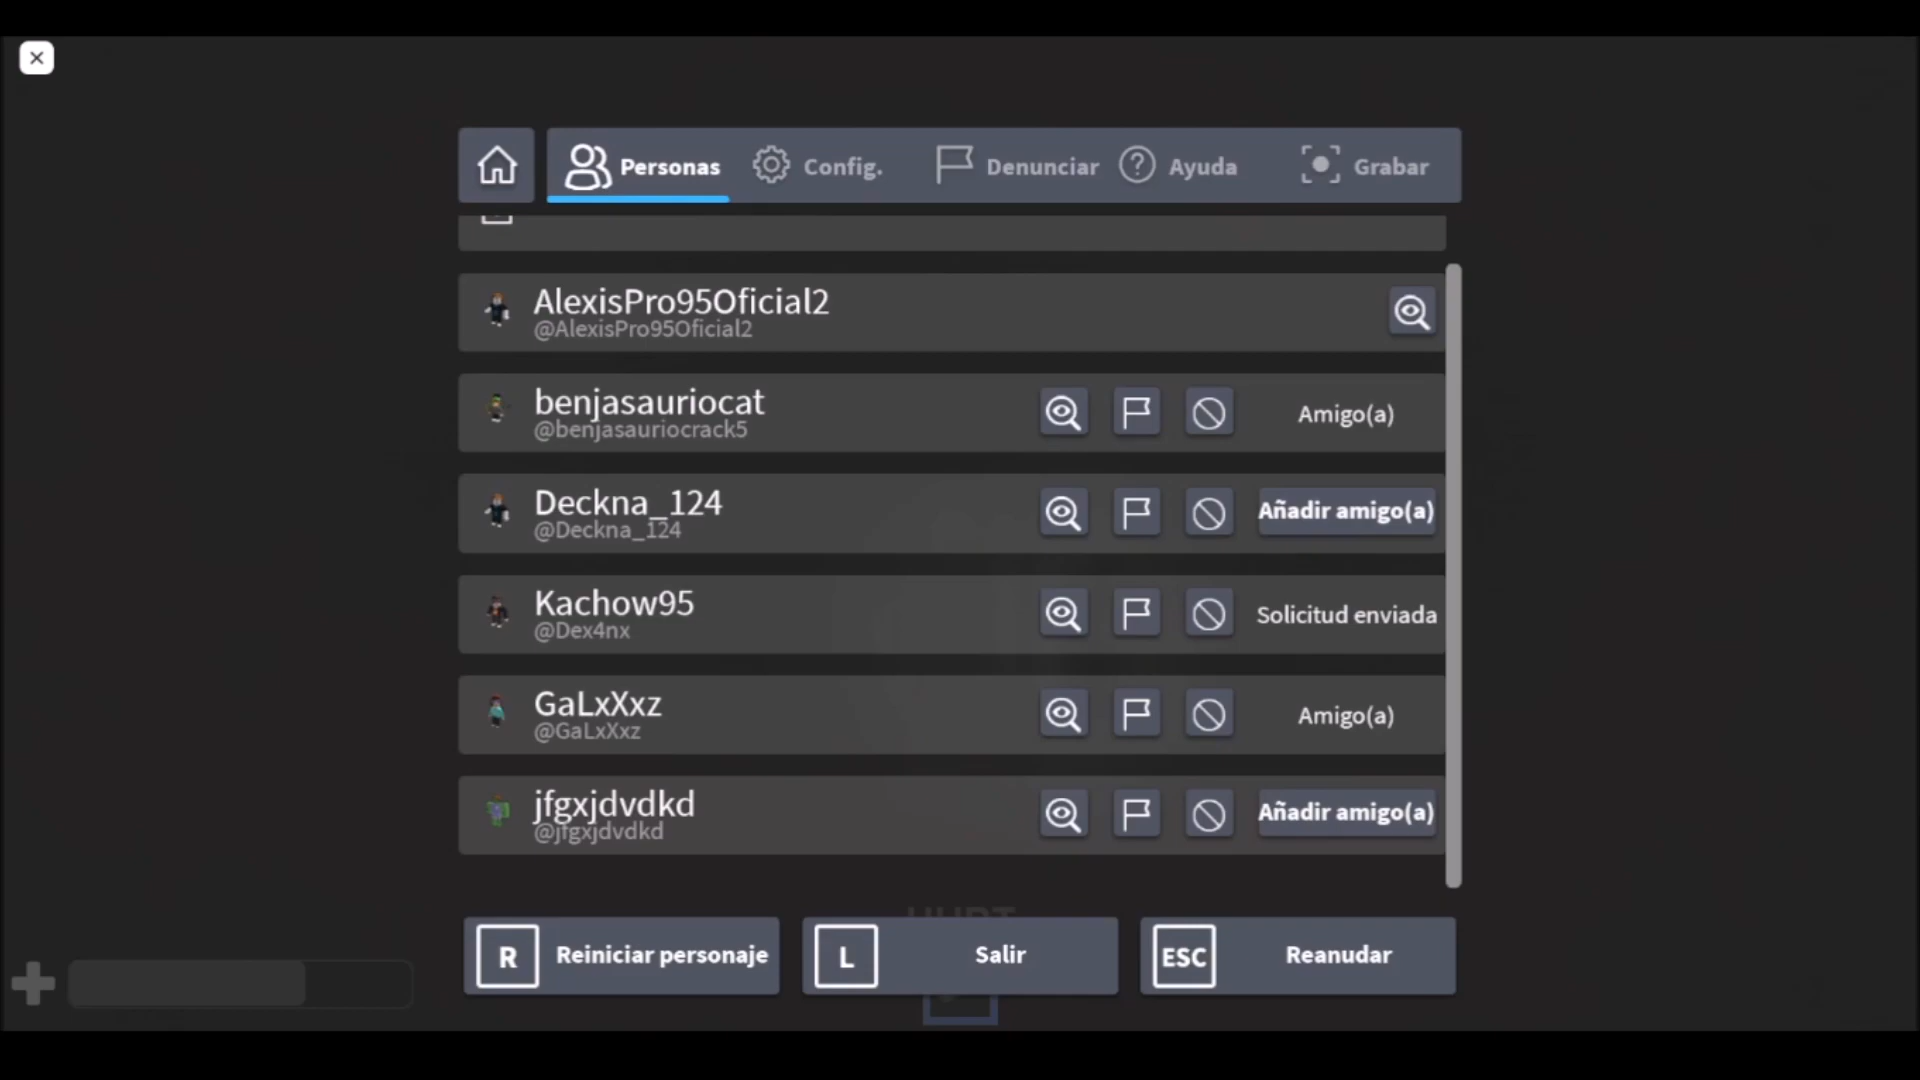 Personas Config. Denunciar Ayuda Grabar
AlexisPro95Oficial2
@AlexisPro95Oficial2
benjasauriocat
@benjasauriocrack5
Amigo(a)
Deckna_124
@Deckna_124
Añadir amigo(a)
Kachow95
@Dex4nx
Solicitud enviada
GaLxXxz
@GaLxXxz
Amigo(a)
jfgxjdvdkd
@jfgxjdvdkd
Añadir amigo(a)
R Reiniciar personaje L Salir ESC Reanudar